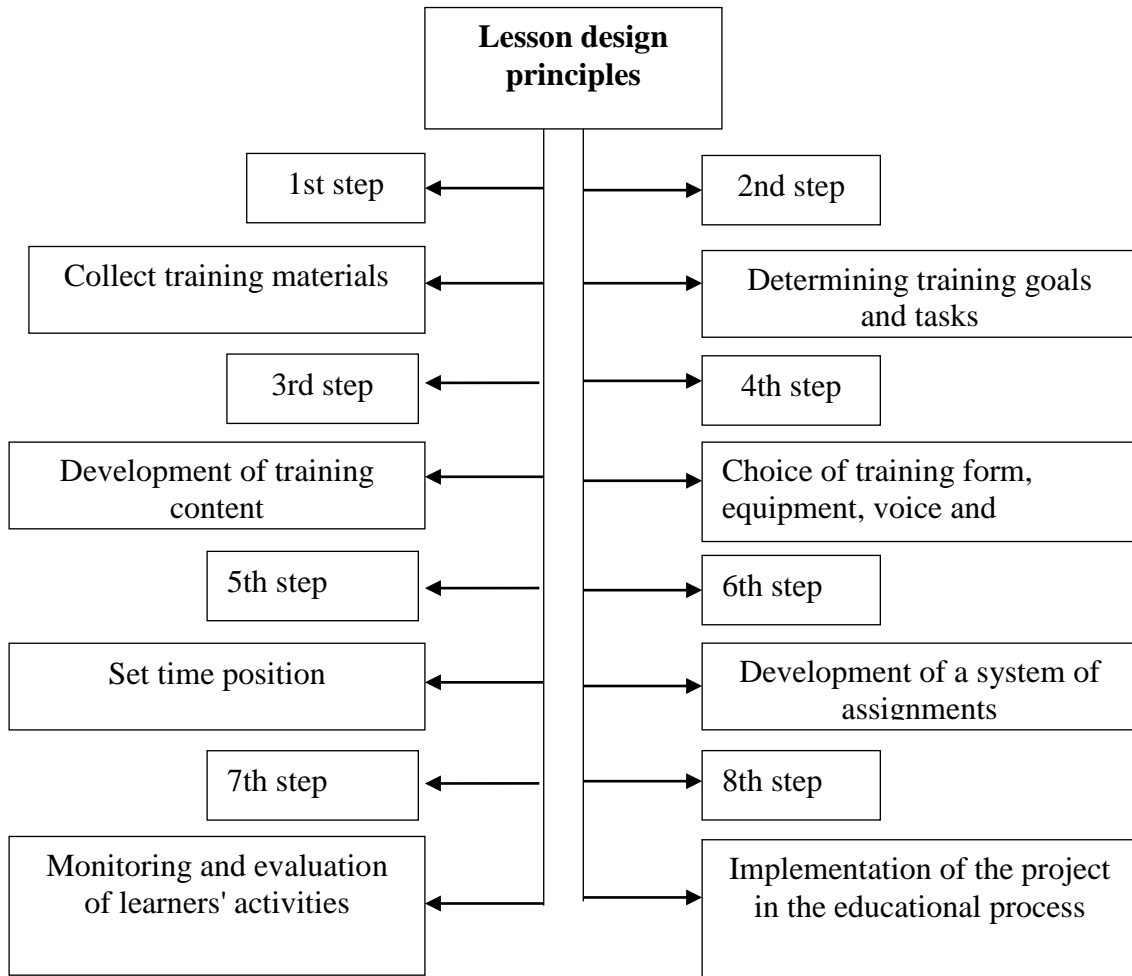 Lesson design
principles
1st step
2nd step
Collect training materials
Determining training goals
and tasks
3rd step
4th step
Development of training
content
Choice of training form,
equipment, voice and
5th step
6th step
Set time position
Development of a system of
assignments
7th step
8th step
Monitoring and evaluation
of learners' activities
Implementation of the project
in the educational process